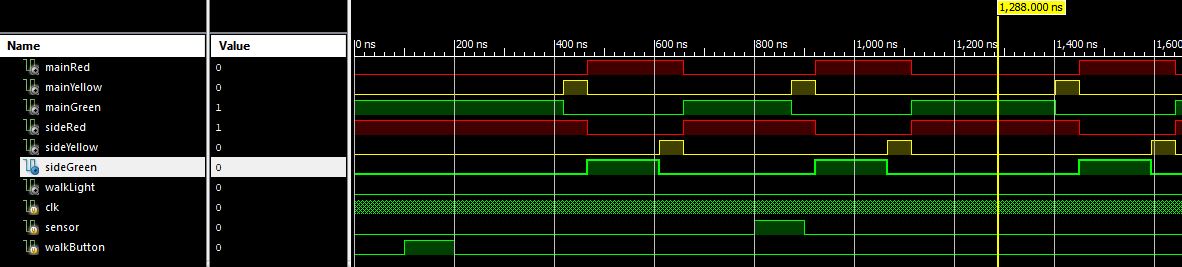 1,288.000 ns
Name Value
0 ns 200 ns 400 ns 600 ns 800 ns 1,000 ns 1,200 ns 1,400 ns 1,600
mainRed 0
mainYellow 0
mainGreen 1
sideRed 1
sideYellow 0
sideGreen 0
walkLight 0
clk 0
sensor 0
walkButton 0